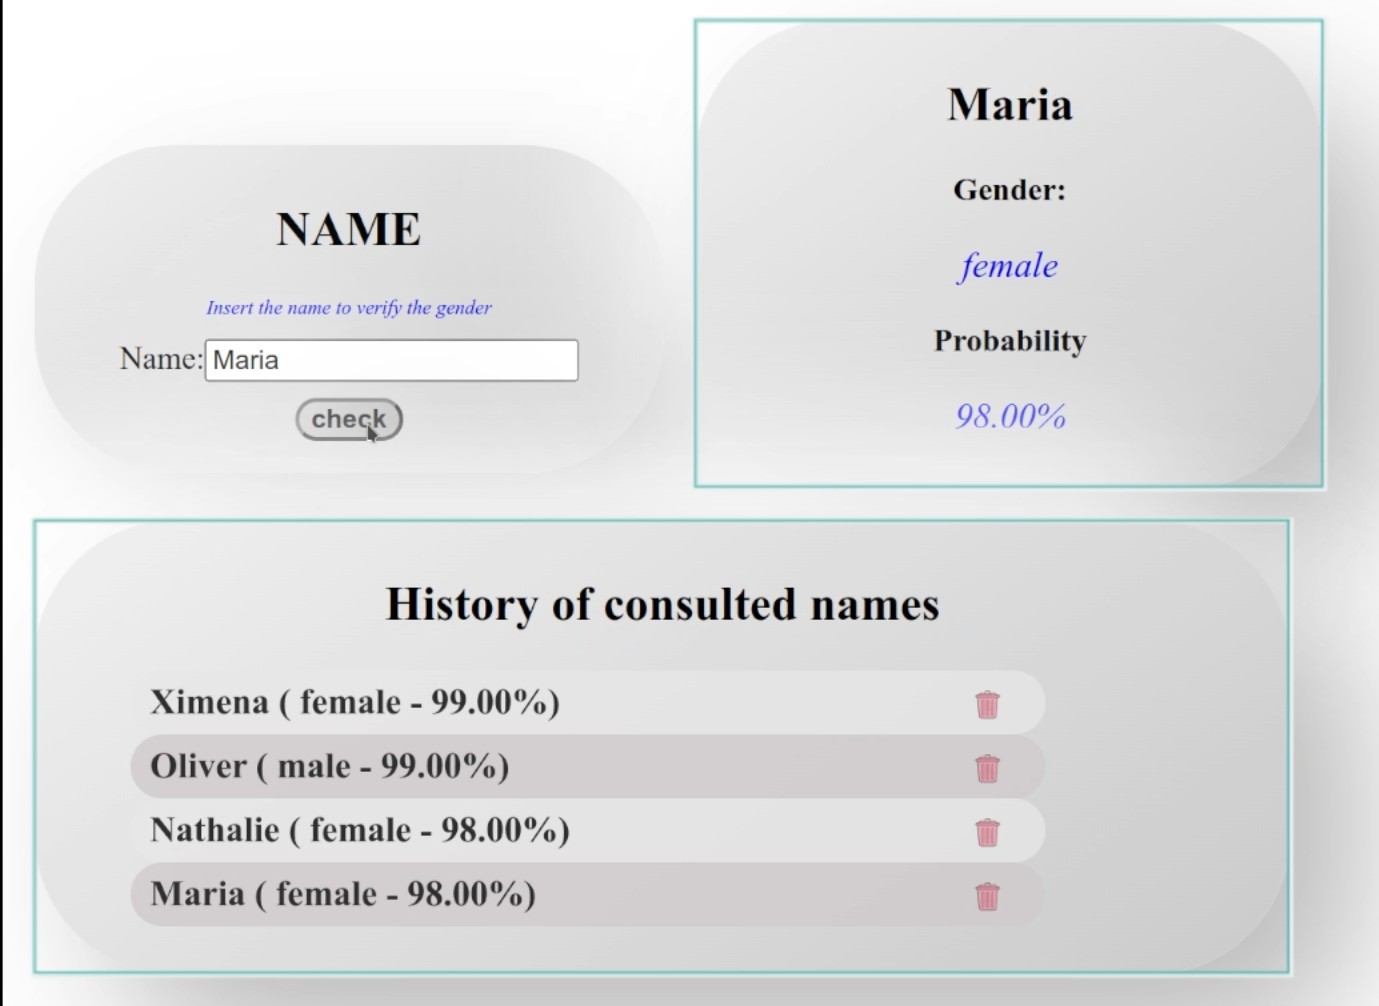 NAME
Insert the name to verify the gender
Name: Maria
check
Maria
Gender:
female
Probability
98.00%
History of consulted names
Ximena ( female - 99.00%)
Oliver ( male - 99.00%)
Nathalie ( female - 98.00%)
Maria ( female - 98.00%)